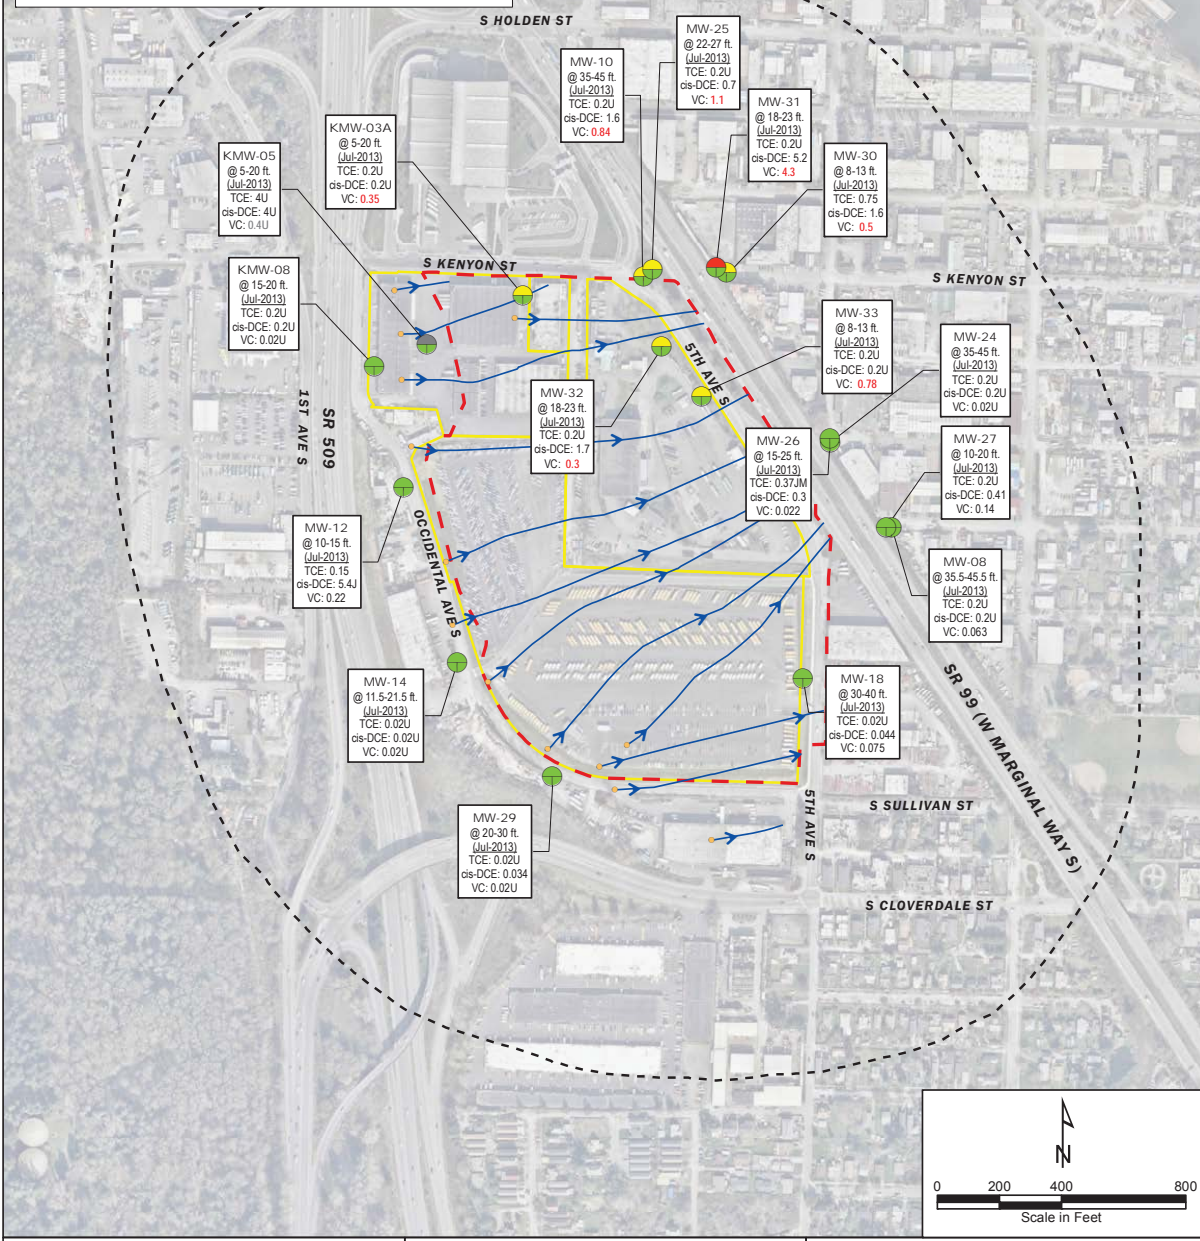 S HOLDEN ST
MW-25
@ 22-27 ft.
(Jul-2013)
TCE: 0.2U
cis-DCE: 0.7
VC: 1.1
MW-10
@ 35-45 ft.
(Jul-2013)
TCE: 0.2U
cis-DCE: 1.6
VC: 0.84
MW-31
@ 18-23 ft.
(Jul-2013)
TCE: 0.2U
cis-DCE: 5.2
VC: 4.3
KMW-03A
@ 5-20 ft.
(Jul-2013)
TCE: 0.2U
cis-DCE: 0.2U
VC: 0.35
KMW-05
@ 5-20 ft.
(Jul-2013)
TCE: 4U
cis-DCE: 4U
VC: 0.4U
MW-30
@ 8-13 ft.
(Jul-2013)
TCE: 0.75
cis-DCE: 1.6
VC: 0.5
KMW-08
@ 15-20 ft.
(Jul-2013)
TCE: 0.2U
cis-DCE: 0.2U
VC: 0.02U
S KENYON ST
S KENYON ST
MW-33
@ 8-13 ft.
(Jul-2013)
TCE: 0.2U
cis-DCE: 0.2U
VC: 0.78
MW-24
@ 35-45 ft.
(Jul-2013)
TCE: 0.2U
cis-DCE: 0.2U
VC: 0.02U
5TH AVE S
1ST AVE S
SR 509
MW-32
@ 18-23 ft.
(Jul-2013)
TCE: 0.2U
cis-DCE: 1.7
VC: 0.3
MW-26
@ 15-25 ft.
(Jul-2013)
TCE: 0.37JM
cis-DCE: 0.3
VC: 0.022
MW-27
@ 10-20 ft.
(Jul-2013)
TCE: 0.2U
cis-DCE: 0.41
VC: 0.14
MW-12
@ 10-15 ft.
(Jul-2013)
TCE: 0.15
cis-DCE: 5.4J
VC: 0.22
OCCIDENTAL AVE S
MW-08
@ 35.5-45.5 ft.
(Jul-2013)
TCE: 0.2U
cis-DCE: 0.2U
VC: 0.063
MW-14
@ 11.5-21.5 ft.
(Jul-2013)
TCE: 0.02U
cis-DCE: 0.02U
VC: 0.02U
MW-18
@ 30-40 ft.
(Jul-2013)
TCE: 0.02U
cis-DCE: 0.044
VC: 0.075
SR 99 (W MARGINAL WAY S)
MW-29
@ 20-30 ft.
(Jul-2013)
TCE: 0.02U
cis-DCE: 0.034
VC: 0.02U
5TH AVE S
S SULLIVAN ST
S CLOVERDALE ST
N
0 200 400 800
Scale in Feet